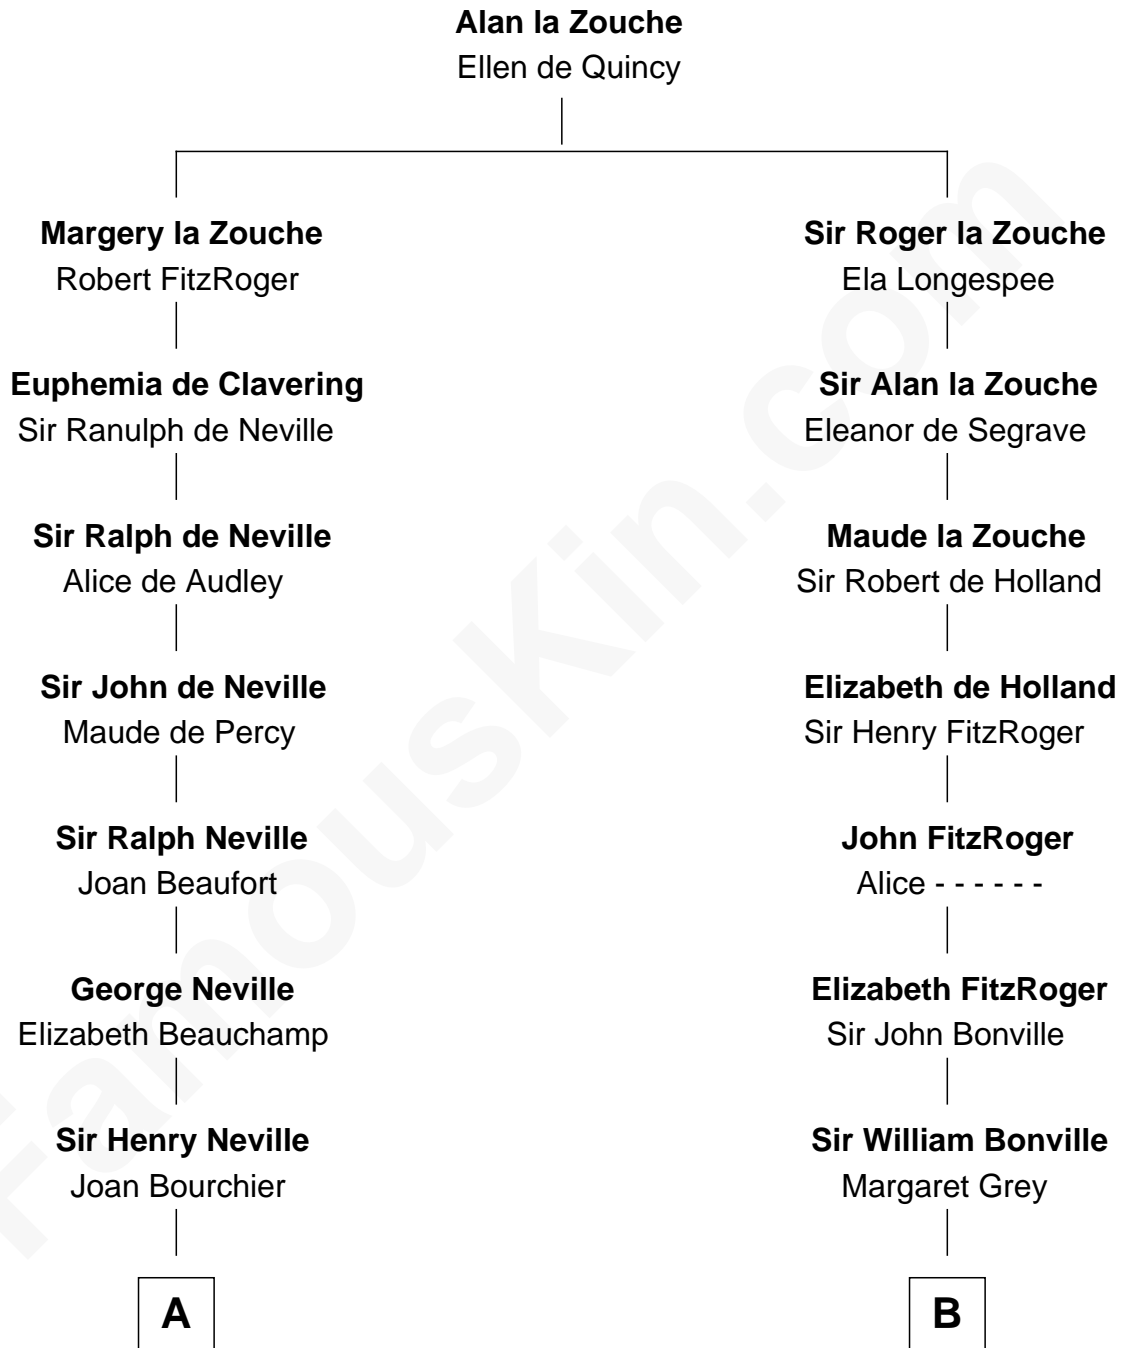 Alan la Zouche
Ellen de Quincy
Margery la Zouche
Robert FitzRoger
Sir Roger la Zouche
Ela Longespee
Euphemia de Clavering
Sir Ranulph de Neville
Sir Alan la Zouche
Eleanor de Segrave
Sir Ralph de Neville
Alice de Audley
Maude la Zouche
Sir Robert de Holland
Sir John de Neville
Maude de Percy
Elizabeth de Holland
Sir Henry FitzRoger
Sir Ralph Neville
Joan Beaufort
John FitzRoger
Alice - - - - - -
George Neville
Elizabeth Beauchamp
Elizabeth FitzRoger
Sir John Bonville
Sir Henry Neville
Joan Bourchier
Sir William Bonville
Margaret Grey
A
B
FamousKin.com